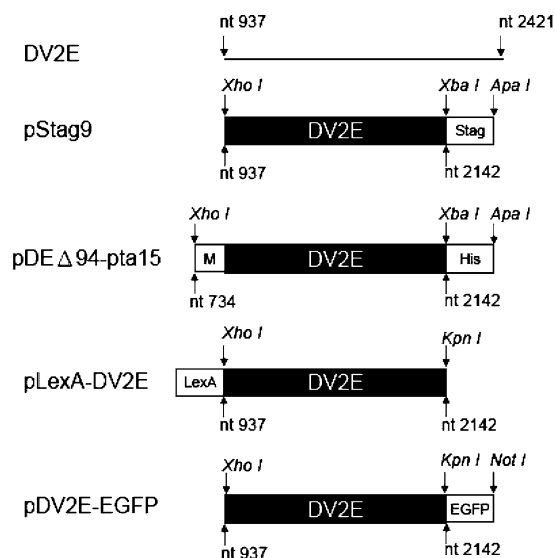 nt 937 nt 2421
DV2E
Xho I Xba I Apa I
pStag9 DV2E Stag
nt 937 nt 2142
Xho I Xba I Apa I
pDE Δ 94-pta15 M DV2E His
nt 734 nt 2142
Xho I Kpn I
pLexA-DV2E LexA DV2E
nt 937 nt 2142
Xho I Kpn I Not I
pDV2E-EGFP DV2E EGFP
nt 937 nt 2142